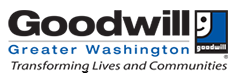 Goodwill
goodwill
Greater Washington
®
Transforming Lives and Communities